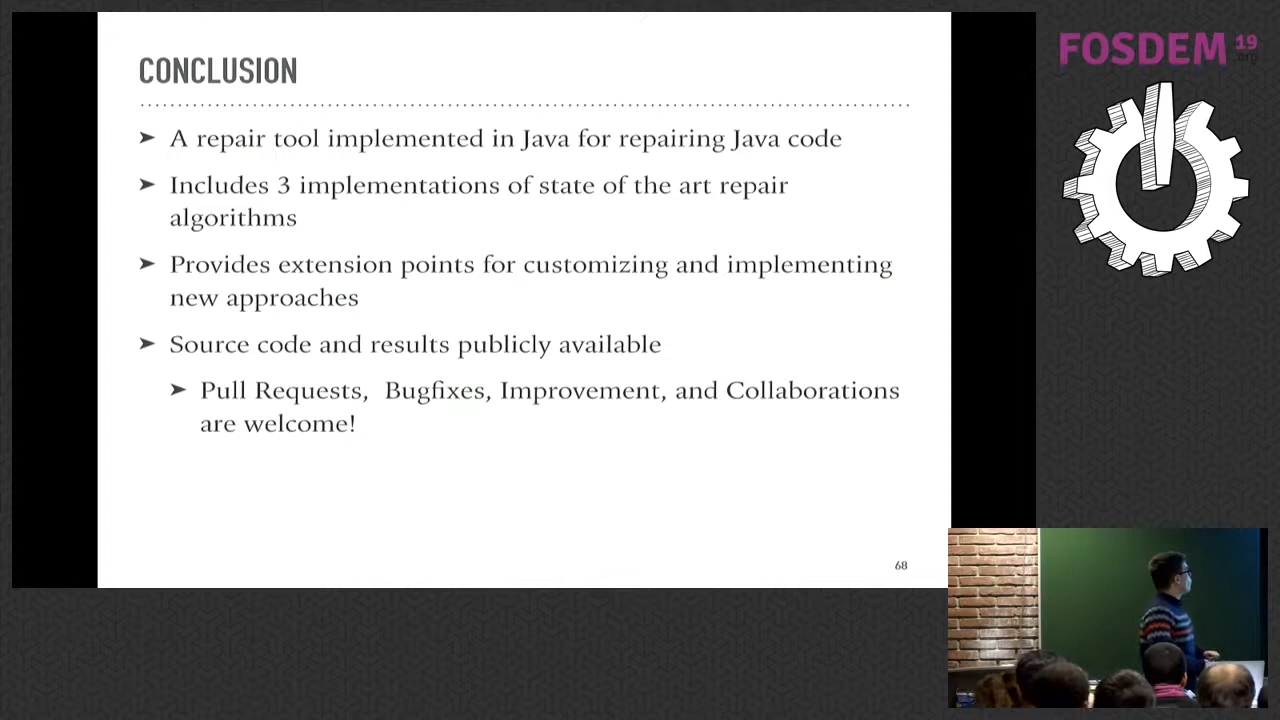 CONCLUSION
➤ A repair tool implemented in Java for repairing Java code
➤ Includes 3 implementations of state of the art repair
algorithms
➤ Provides extension points for customizing and implementing
new approaches
➤ Source code and results publicly available
➤ Pull Requests, Bugfixes, Improvement, and Collaborations
are welcome!
68
FOSDEM 19
.org